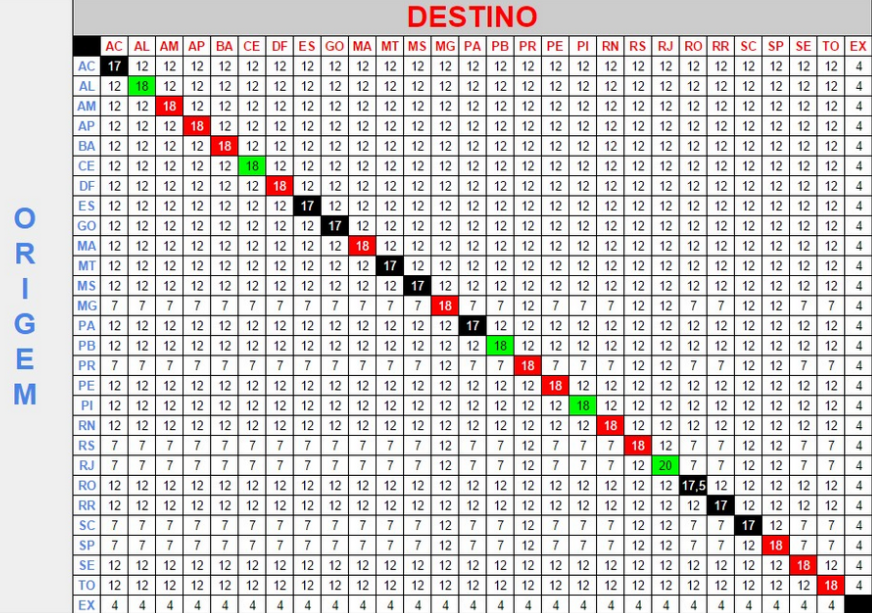 DESTINO
AC AL AM AP BA CE DF ES GO MA MT MS MG PA PB PR PE PI RN RS RJ RO RR SC SP SE TO EX
AC 17 12 12 12 12 12 12 12 12 12 12 12 12 12 12 12 12 12 12 12 12 12 12 12 12 12 12 4
AL 12 18 12 12 12 12 12 12 12 12 12 12 12 12 12 12 12 12 12 12 12 12 12 12 12 12 12 4
AM 12 12 18 12 12 12 12 12 12 12 12 12 12 12 12 12 12 12 12 12 12 12 12 12 12 12 12 4
AP 12 12 12 18 12 12 12 12 12 12 12 12 12 12 12 12 12 12 12 12 12 12 12 12 12 12 12 4
BA 12 12 12 12 18 12 12 12 12 12 12 12 12 12 12 12 12 12 12 12 12 12 12 12 12 12 12 4
CE 12 12 12 12 12 18 12 12 12 12 12 12 12 12 12 12 12 12 12 12 12 12 12 12 12 12 12 4
DF 12 12 12 12 12 12 18 12 12 12 12 12 12 12 12 12 12 12 12 12 12 12 12 12 12 12 12 4
ES 12 12 12 12 12 12 12 17 12 12 12 12 12 12 12 12 12 12 12 12 12 12 12 12 12 12 12 4
GO 12 12 12 12 12 12 12 12 17 12 12 12 12 12 12 12 12 12 12 12 12 12 12 12 12 12 12 4
MA 12 12 12 12 12 12 12 12 12 18 12 12 12 12 12 12 12 12 12 12 12 12 12 12 12 12 12 4
MT 12 12 12 12 12 12 12 12 12 12 17 12 12 12 12 12 12 12 12 12 12 12 12 12 12 12 12 4
MS 12 12 12 12 12 12 12 12 12 12 12 17 12 12 12 12 12 12 12 12 12 12 12 12 12 12 12 4
MG 7 7 7 7 7 7 7 7 7 7 7 7 18 7 7 12 7 7 7 12 12 7 7 12 12 7 7 4
PA 12 12 12 12 12 12 12 12 12 12 12 12 12 17 12 12 12 12 12 12 12 12 12 12 12 12 12 4
PB 12 12 12 12 12 12 12 12 12 12 12 12 12 12 18 12 12 12 12 12 12 12 12 12 12 12 12 4
PR 7 7 7 7 7 7 7 7 7 7 7 7 12 7 7 18 7 7 7 12 12 7 7 12 12 7 7 4
PE 12 12 12 12 12 12 12 12 12 12 12 12 12 12 12 12 18 12 12 12 12 12 12 12 12 12 12 4
PI 12 12 12 12 12 12 12 12 12 12 12 12 12 12 12 12 12 18 12 12 12 12 12 12 12 12 12 4
RN 12 12 12 12 12 12 12 12 12 12 12 12 12 12 12 12 12 12 18 12 12 12 12 12 12 12 12 4
RS 7 7 7 7 7 7 7 7 7 7 7 7 12 7 7 12 7 7 7 18 12 7 7 12 12 7 7 4
RJ 7 7 7 7 7 7 7 7 7 7 7 7 12 7 7 12 7 7 7 12 20 7 7 12 12 7 7 4
RO 12 12 12 12 12 12 12 12 12 12 12 12 12 12 12 12 12 12 12 12 12 17,5 12 12 12 12 12 4
RR 12 12 12 12 12 12 12 12 12 12 12 12 12 12 12 12 12 12 12 12 12 12 17 12 12 12 12 4
SC 7 7 7 7 7 7 7 7 7 7 7 7 12 7 7 12 7 7 7 12 12 7 7 17 12 7 7 4
SP 7 7 7 7 7 7 7 7 7 7 7 7 12 7 7 12 7 7 7 12 12 7 7 12 18 7 7 4
SE 12 12 12 12 12 12 12 12 12 12 12 12 12 12 12 12 12 12 12 12 12 12 12 12 12 18 12 4
TO 12 12 12 12 12 12 12 12 12 12 12 12 12 12 12 12 12 12 12 12 12 12 12 12 12 12 18 4
EX 4 4 4 4 4 4 4 4 4 4 4 4 4 4 4 4 4 4 4 4 4 4 4 4 4 4 4
O
R
I
G
E
M